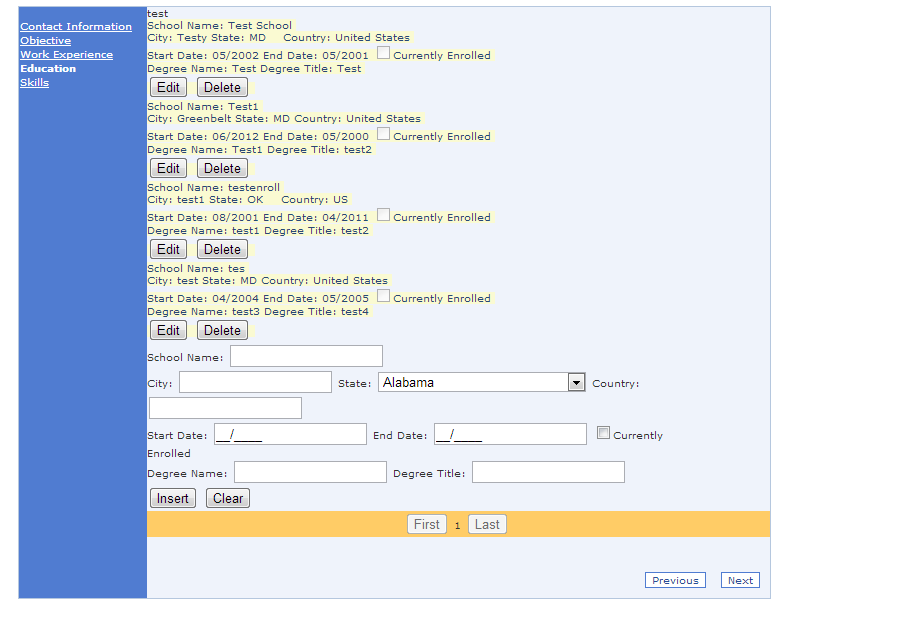 Contact Information
Objective
Work Experience
Education
Skills
test
School Name: Test School
City: Testy State: MD Country: United States
Start Date: 05/2002 End Date: 05/2001 Currently Enrolled
Degree Name: Test Degree Title: Test
Edit Delete
School Name: Test1
City: Greenbelt State: MD Country: United States
Start Date: 06/2012 End Date: 05/2000 Currently Enrolled
Degree Name: Test1 Degree Title: test2
Edit Delete
School Name: testenroll
City: test1 State: OK Country: US
Start Date: 08/2001 End Date: 04/2011 Currently Enrolled
Degree Name: test1 Degree Title: test2
Edit Delete
School Name: tes
City: test State: MD Country: United States
Start Date: 04/2004 End Date: 05/2005 Currently Enrolled
Degree Name: test3 Degree Title: test4
Edit Delete
School Name:
City: State: Alabama Country:
Start Date: __/____ End Date: __/____ Currently
Enrolled
Degree Name: Degree Title:
Insert Clear
First 1 Last
Previous Next